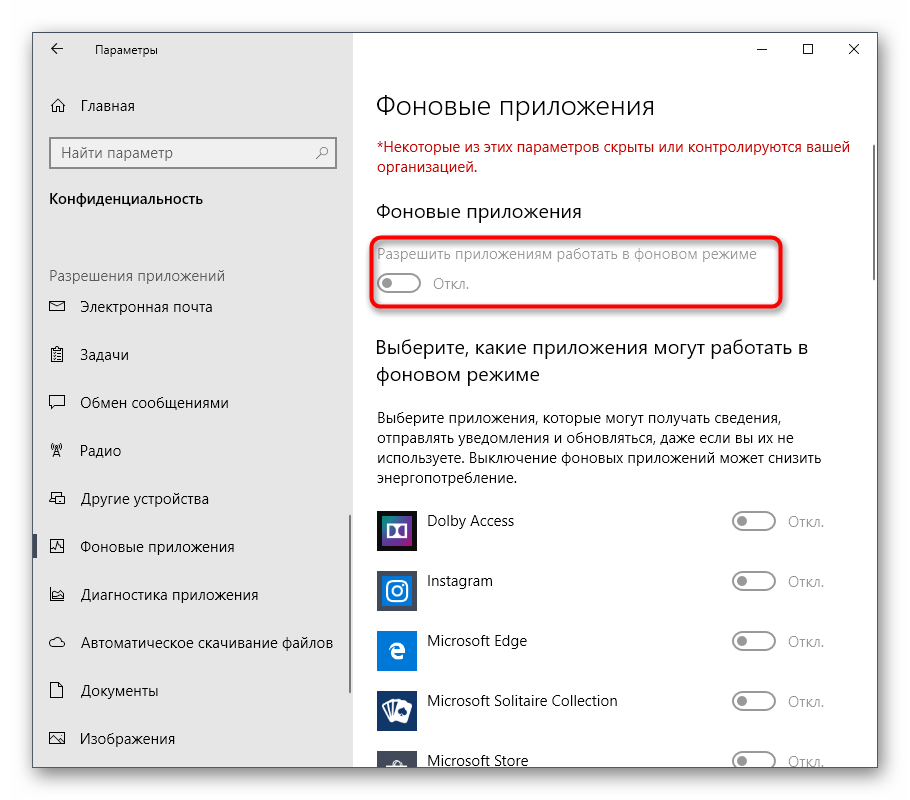 Параметры
Главная
Найти параметр
Конфиденциальность
Разрешения приложений
Электронная почта
Задачи
Обмен сообщениями
Радио
Другие устройства
Фоновые приложения
Диагностика приложения
Автоматическое скачивание файлов
Документы
Изображения
Фоновые приложения
*Некоторые из этих параметров скрыты или контролируются вашей
организацией.
Фоновые приложения
Разрешить приложениям работать в фоновом режиме
Откл.
Выберите, какие приложения могут работать в
фоновом режиме
Выберите приложения, которые могут получать сведения,
отправлять уведомления и обновляться, даже если вы их не
используете. Выключение фоновых приложений может снизить
энергопотребление.
Dolby Access Откл.
Instagram Откл.
Microsoft Edge Откл.
Microsoft Solitaire Collection Откл.
Microsoft Store Откл.